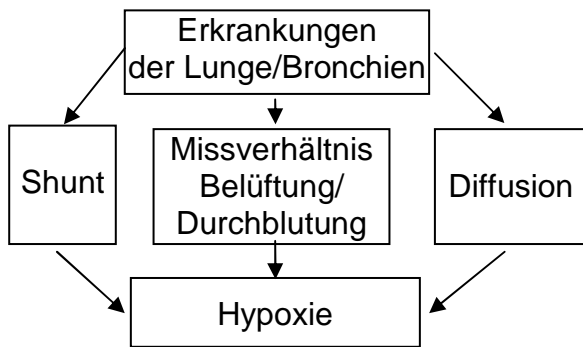 Erkrankungen
der Lunge/Bronchien
Shunt
Missverhältnis
Belüftung/
Durchblutung
Diffusion
Hypoxie